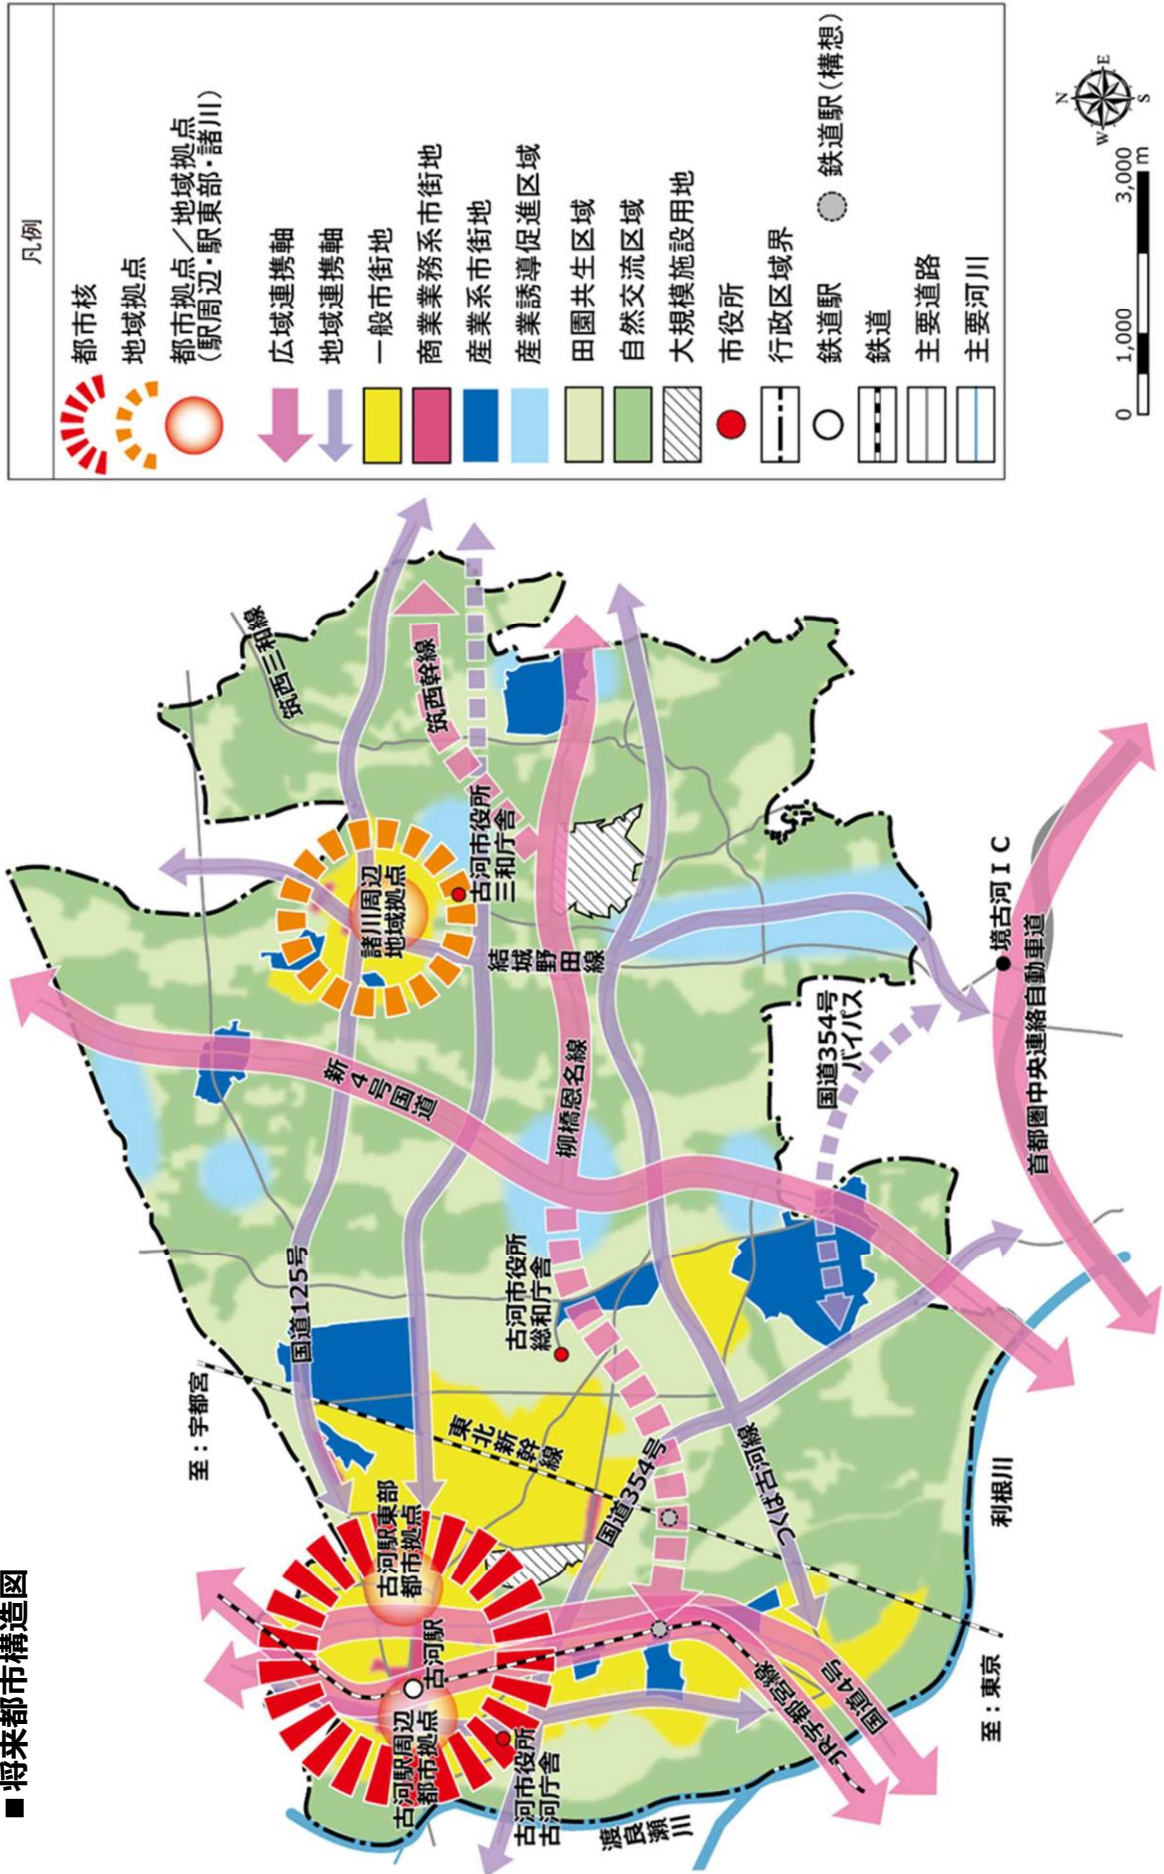 ■将来都市構造図
凡例
都市核
地域拠点
都市拠点／地域拠点
（駅周辺・駅東部・諸川）
広域連携軸
地域連携軸
一般市街地
商業業務系市街地
産業系市街地
産業誘導促進区域
田園共生区域
自然交流区域
大規模施設用地
市役所
行政区域界
鉄道駅
鉄道駅（構想）
鉄道
主要道路
主要河川
N
E
S
W
0
1,000
3,000
m
筑西三和線
筑西幹線
諸川周辺
地域拠点
古河市役所
三和庁舎
結城野田線
新4号国道
柳橋恩名線
国道125号
古河市役所
総和庁舎
至：宇都宮
東北新幹線
国道354号
つくば古河線
国道354号
バイパス
境古河IC
首都圏中央連絡自動車道
利根川
古河駅東部
都市拠点
古河駅
古河駅周辺
都市拠点
古河市役所
古河庁舎
渡良瀬川
JR宇都宮線
国道4号
至：東京